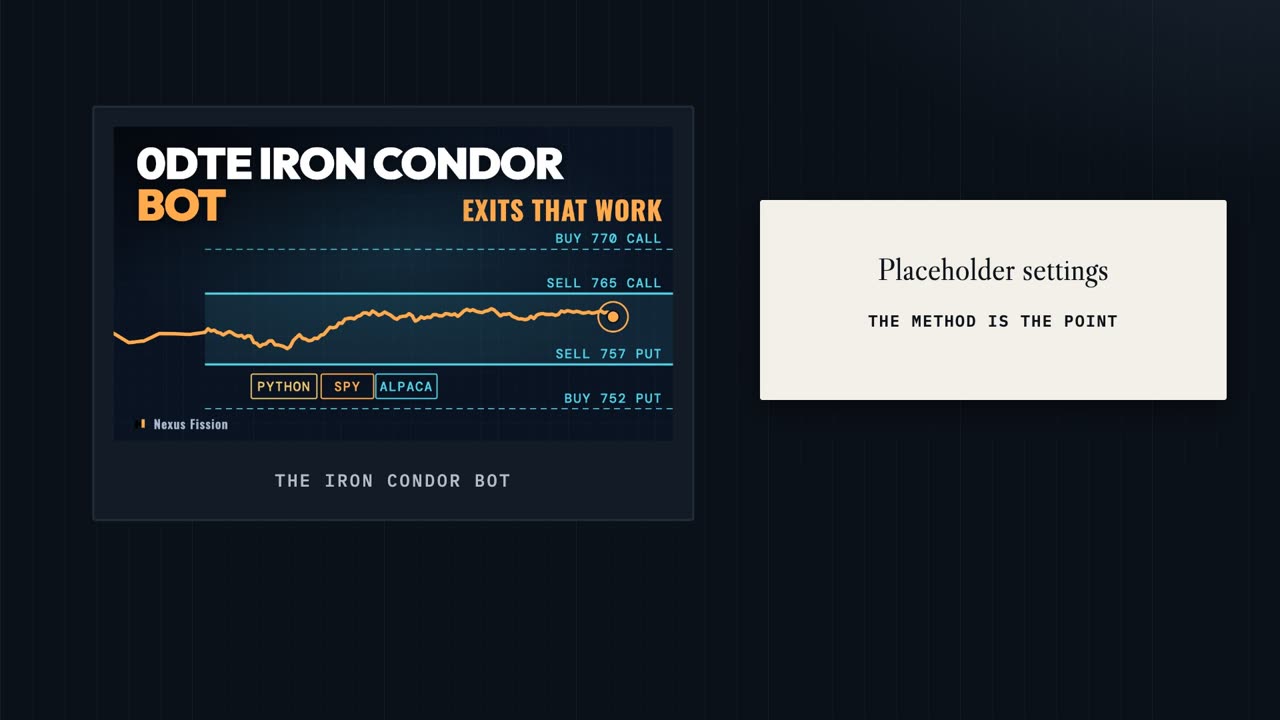 0DTE IRON CONDOR
BOT
EXITS THAT WORK
BUY 770 CALL
SELL 765 CALL
SELL 757 PUT
PYTHON SPY ALPACA
BUY 752 PUT
Nexus Fission
THE IRON CONDOR BOT
Placeholder settings
THE METHOD IS THE POINT